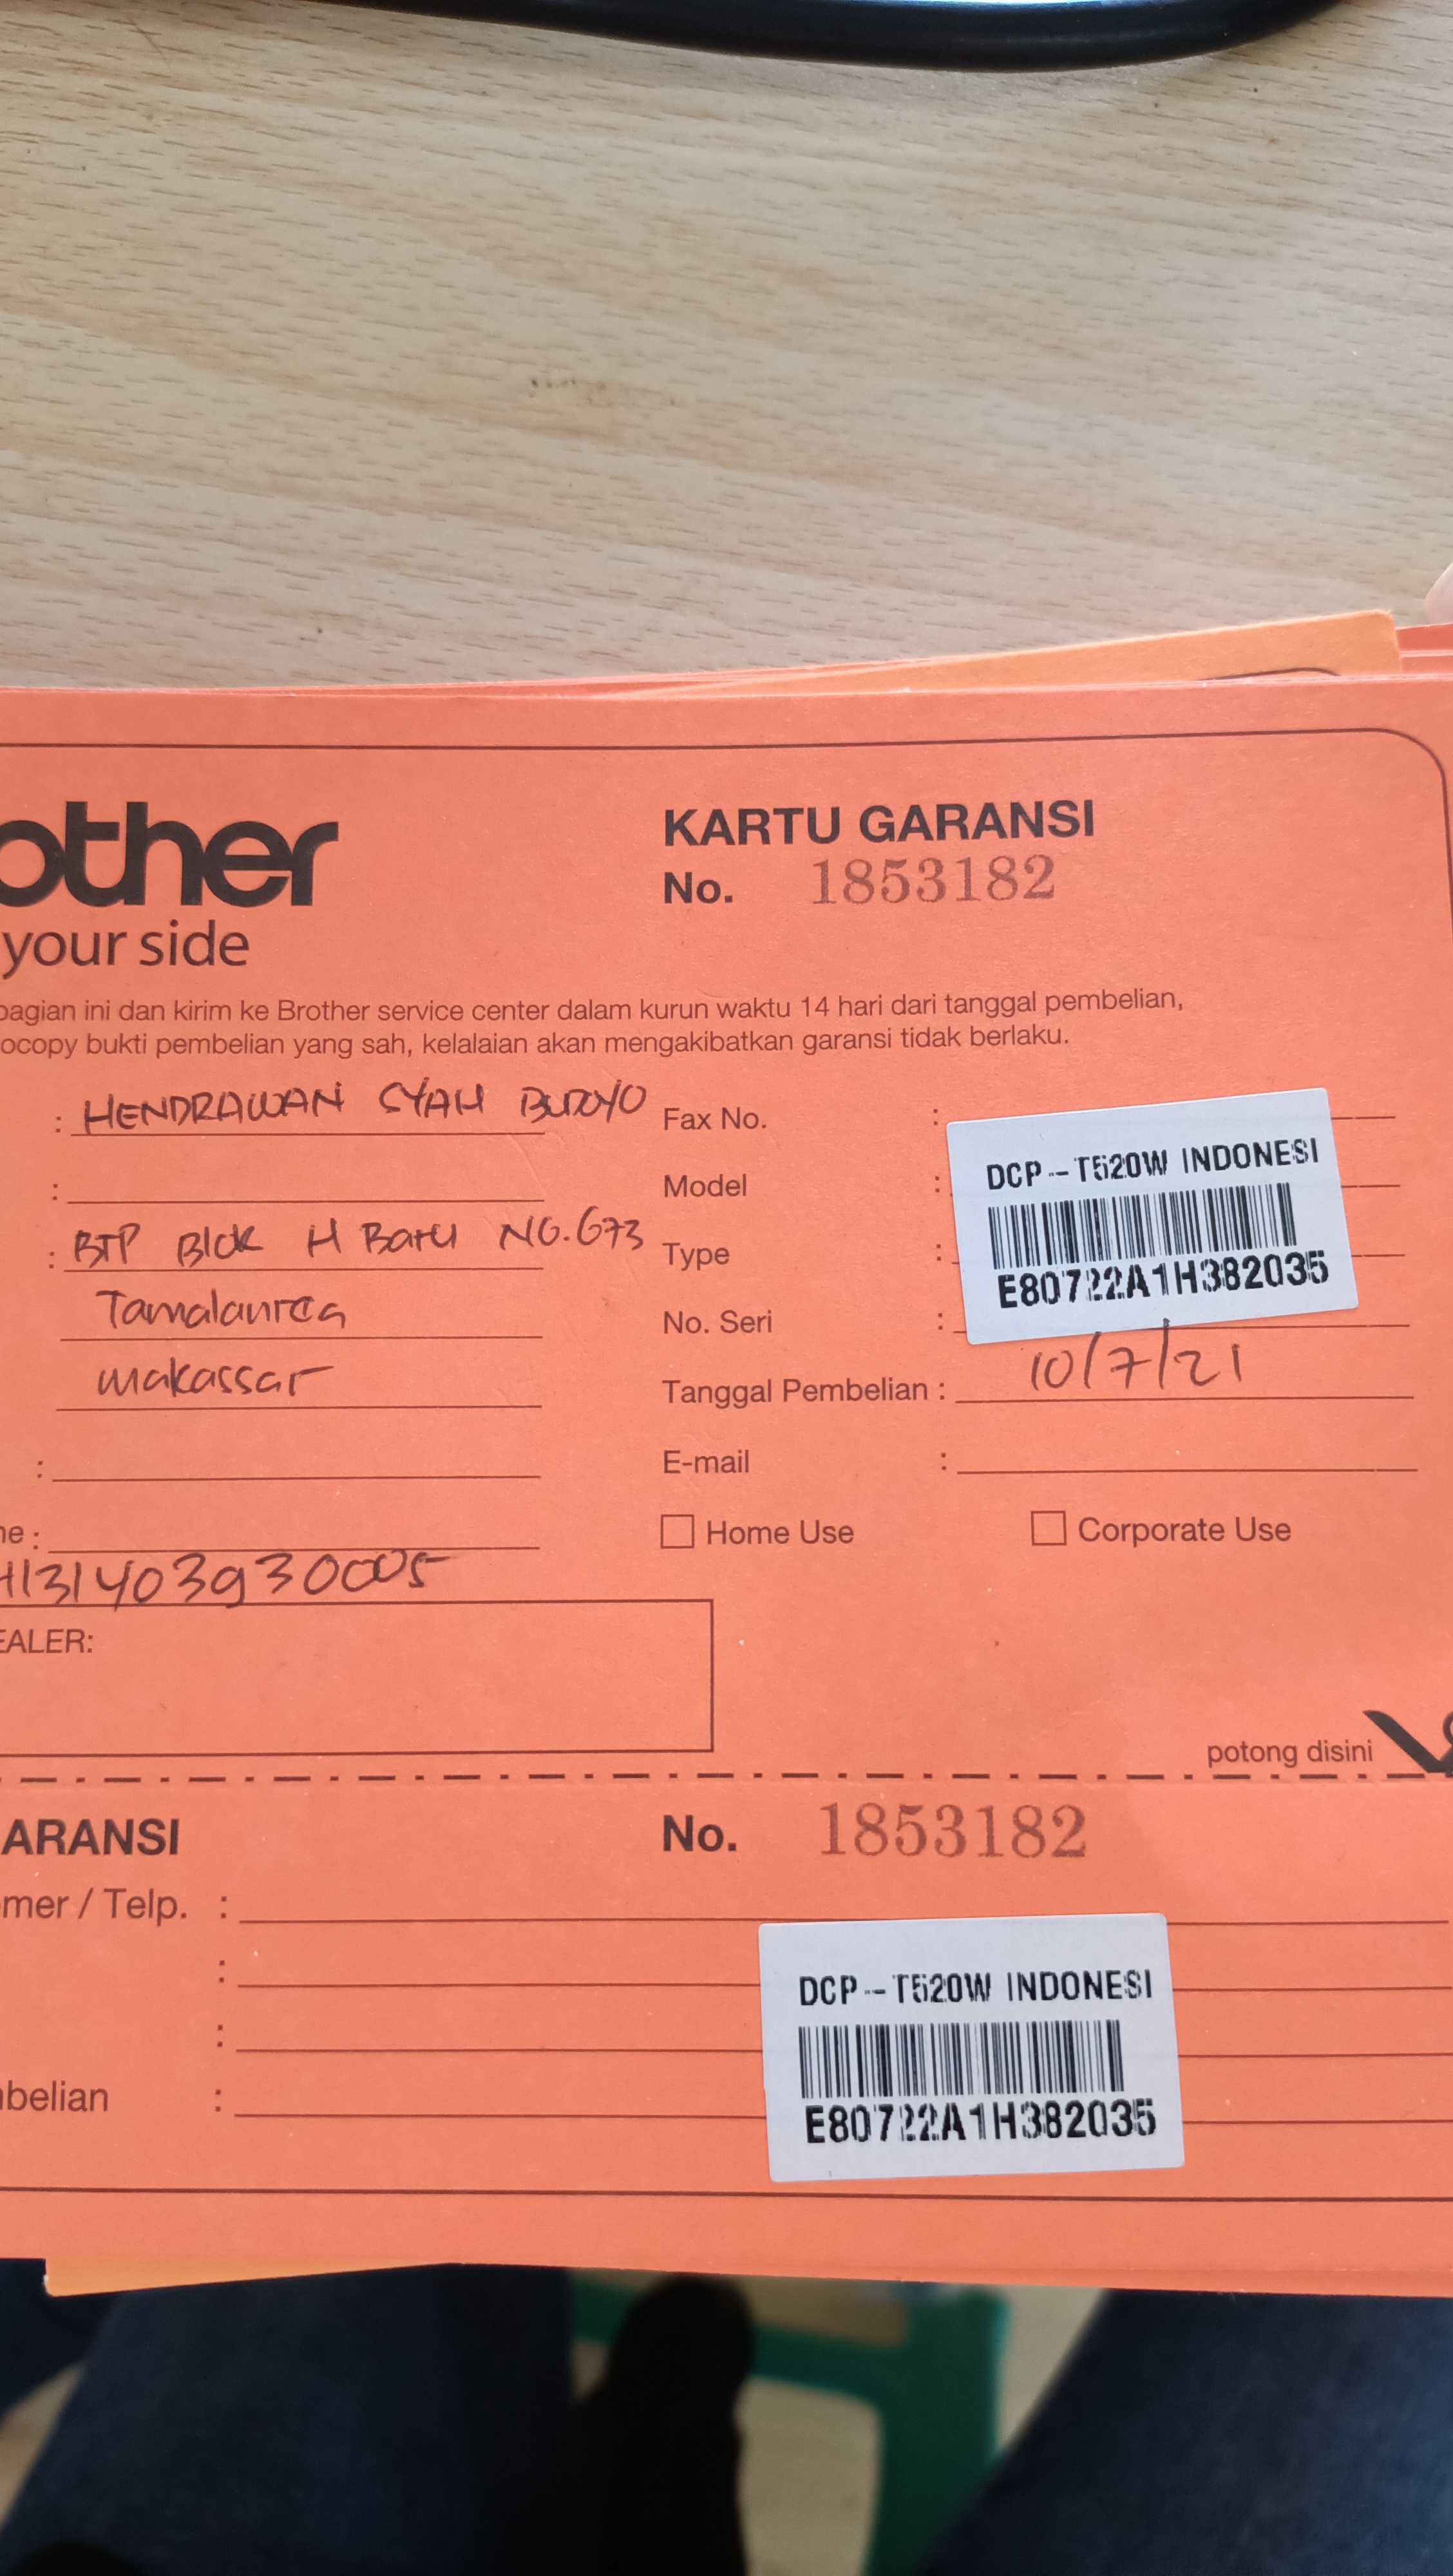 other
your side
KARTU GARANSI
No. 1853182
bagian ini dan kirim ke Brother service center dalam kurun waktu 14 hari dari tanggal pembelian,
ocopy bukti pembelian yang sah, kelalaian akan mengakibatkan garansi tidak berlaku.
: HENDRAWAN SYAH
:
: BTP Blok H Baru NO.673
Tamalanrea
makassar
:
ne :
131403930005
EALER:
Fax No. :
Model :
Type :
No. Seri :
DCP--T520W INDONESI
E80722A1H382035
Tanggal Pembelian : 10/7/21
E-mail :
Home Use Corporate Use
potong disini
ARANSI No. 1853182
mer / Telp. :
:
:
belian :
DCP--T520W INDONESI
E80722A1H382035